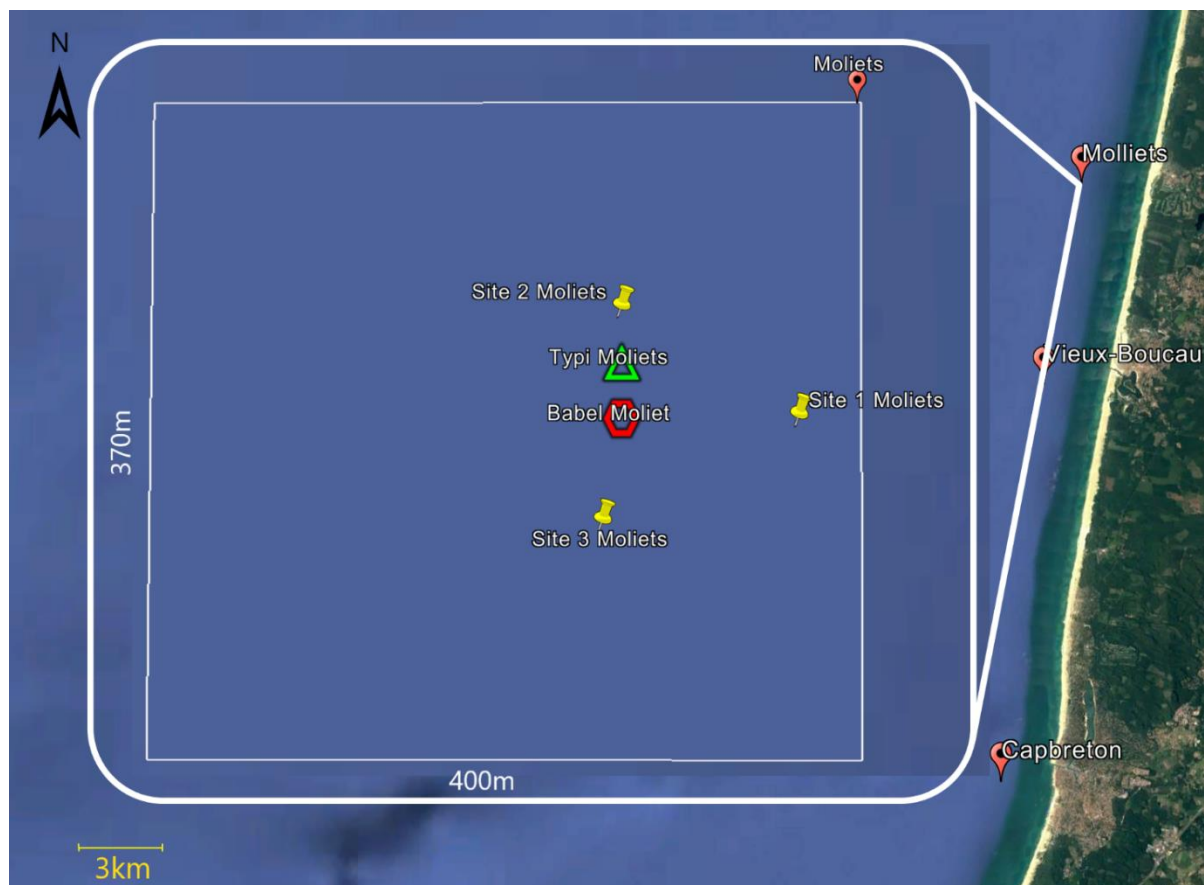 N
Moliets
Molliets
Site 2 Moliets
Typi Moliets
Vieux-Boucau
Site 1 Moliets
Babel Moliet
370m
Site 3 Moliets
Capbreton
400m
3km